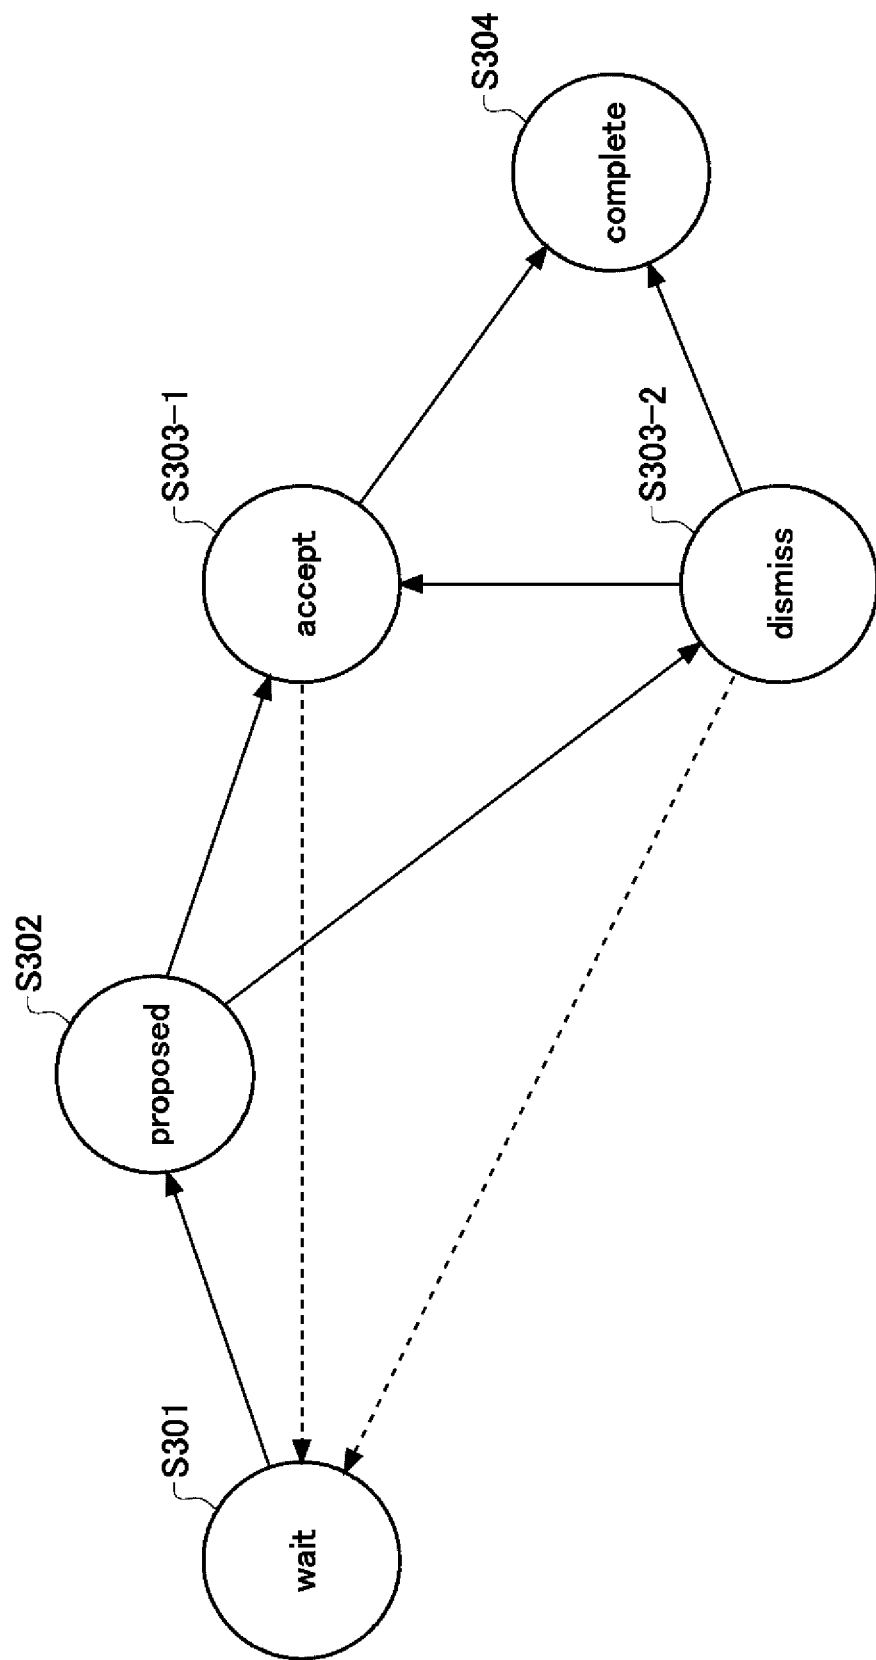 S301
wait
S302
proposed
S303-1
accept
S303-2
dismiss
S304
complete